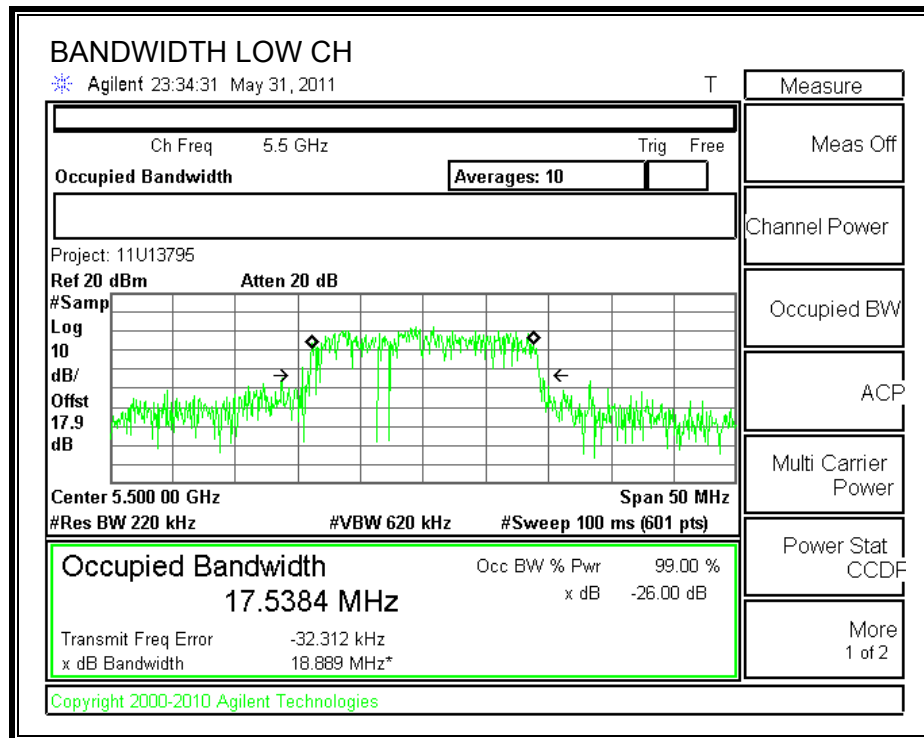 BANDWIDTH LOW CH
Agilent 23:34:31 May 31, 2011 T
Measure
Ch Freq 5.5 GHz Trig Free
Occupied Bandwidth Averages: 10
Project: 11U13795
Ref 20 dBm Atten 20 dB
#Samp
Log
10
dB/
Offst
17.9
dB
Center 5.500 00 GHz Span 50 MHz
#Res BW 220 kHz #VBW 620 kHz #Sweep 100 ms (601 pts)
Occupied Bandwidth Occ BW % Pwr 99.00 %
17.5384 MHz x dB -26.00 dB
Transmit Freq Error -32.312 kHz
x dB Bandwidth 18.889 MHz*
Copyright 2000-2010 Agilent Technologies
Meas Off
Channel Power
Occupied BW
ACP
Multi Carrier
Power
Power Stat
CCDF
More
1 of 2